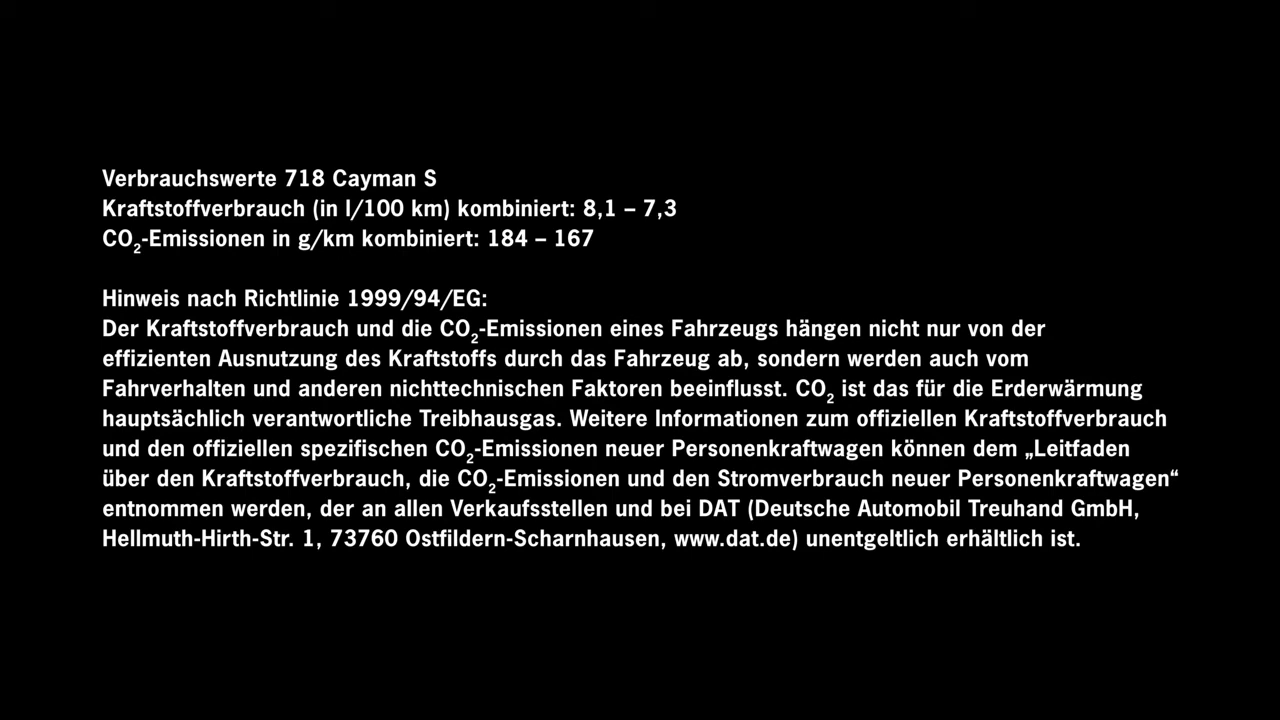 Verbrauchswerte 718 Cayman S
Kraftstoffverbrauch (in l/100 km) kombiniert: 8,1 – 7,3
CO₂-Emissionen in g/km kombiniert: 184 – 167
Hinweis nach Richtlinie 1999/94/EG:
Der Kraftstoffverbrauch und die CO₂-Emissionen eines Fahrzeugs hängen nicht nur von der
effizienten Ausnutzung des Kraftstoffs durch das Fahrzeug ab, sondern werden auch vom
Fahrverhalten und anderen nichttechnischen Faktoren beeinflusst. CO₂ ist das für die Erderwärmung
hauptsächlich verantwortliche Treibhausgas. Weitere Informationen zum offiziellen Kraftstoffverbrauch
und den offiziellen spezifischen CO₂-Emissionen neuer Personenkraftwagen können dem „Leitfaden
über den Kraftstoffverbrauch, die CO₂-Emissionen und den Stromverbrauch neuer Personenkraftwagen“
entnommen werden, der an allen Verkaufsstellen und bei DAT (Deutsche Automobil Treuhand GmbH,
Hellmuth-Hirth-Str. 1, 73760 Ostfildern-Scharnhausen, www.dat.de) unentgeltlich erhältlich ist.